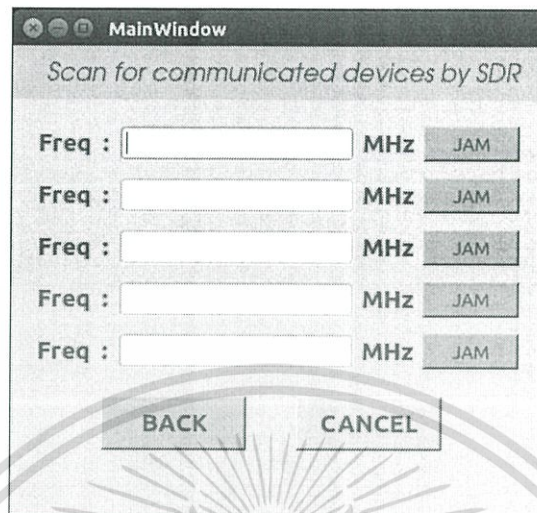 MainWindow
Scan for communicated devices by SDR
Freq : MHz JAM
Freq : MHz JAM
Freq : MHz JAM
Freq : MHz JAM
Freq : MHz JAM
BACK CANCEL